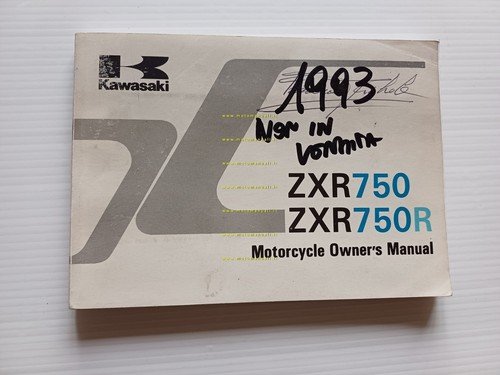 Kawasaki
1993
NON IN
VENDITA
ZXR750
ZXR750R
Motorcycle Owner's Manual